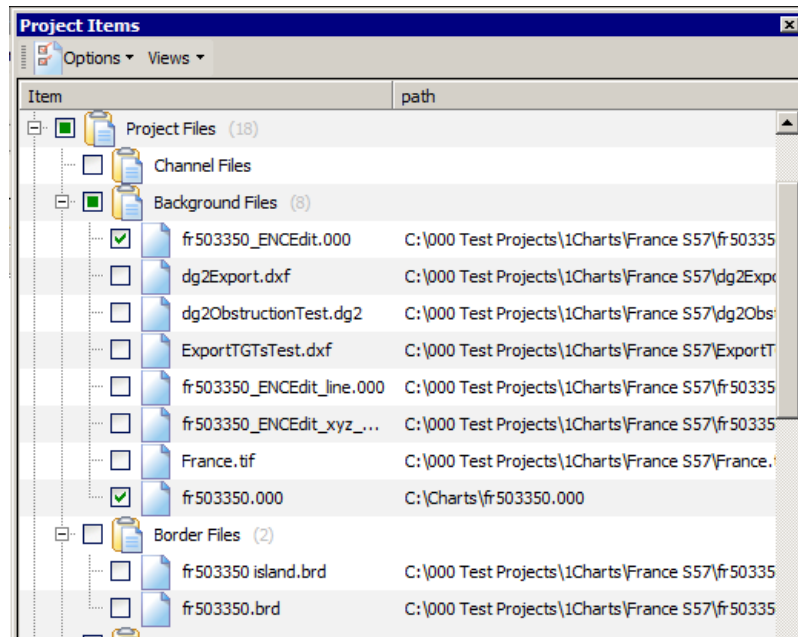 Project Items
Options Views
Item path
Project Files (18)
Channel Files
Background Files (8)
fr503350_ENCEdit.000 C:\000 Test Projects\1Charts\France S57\fr50335
dg2Export.dxf C:\000 Test Projects\1Charts\France S57\dg2Expo
dg2ObstructionTest.dg2 C:\000 Test Projects\1Charts\France S57\dg2Obs
ExportTGTsTest.dxf C:\000 Test Projects\1Charts\France S57\ExportT
fr503350_ENCEdit_line.000 C:\000 Test Projects\1Charts\France S57\fr50335
fr503350_ENCEdit_xyz_... C:\000 Test Projects\1Charts\France S57\fr50335
France.tif C:\000 Test Projects\1Charts\France S57\France.
fr503350.000 C:\Charts\fr503350.000
Border Files (2)
fr503350 island.brd C:\000 Test Projects\1Charts\France S57\fr50335
fr503350.brd C:\000 Test Projects\1Charts\France S57\fr50335